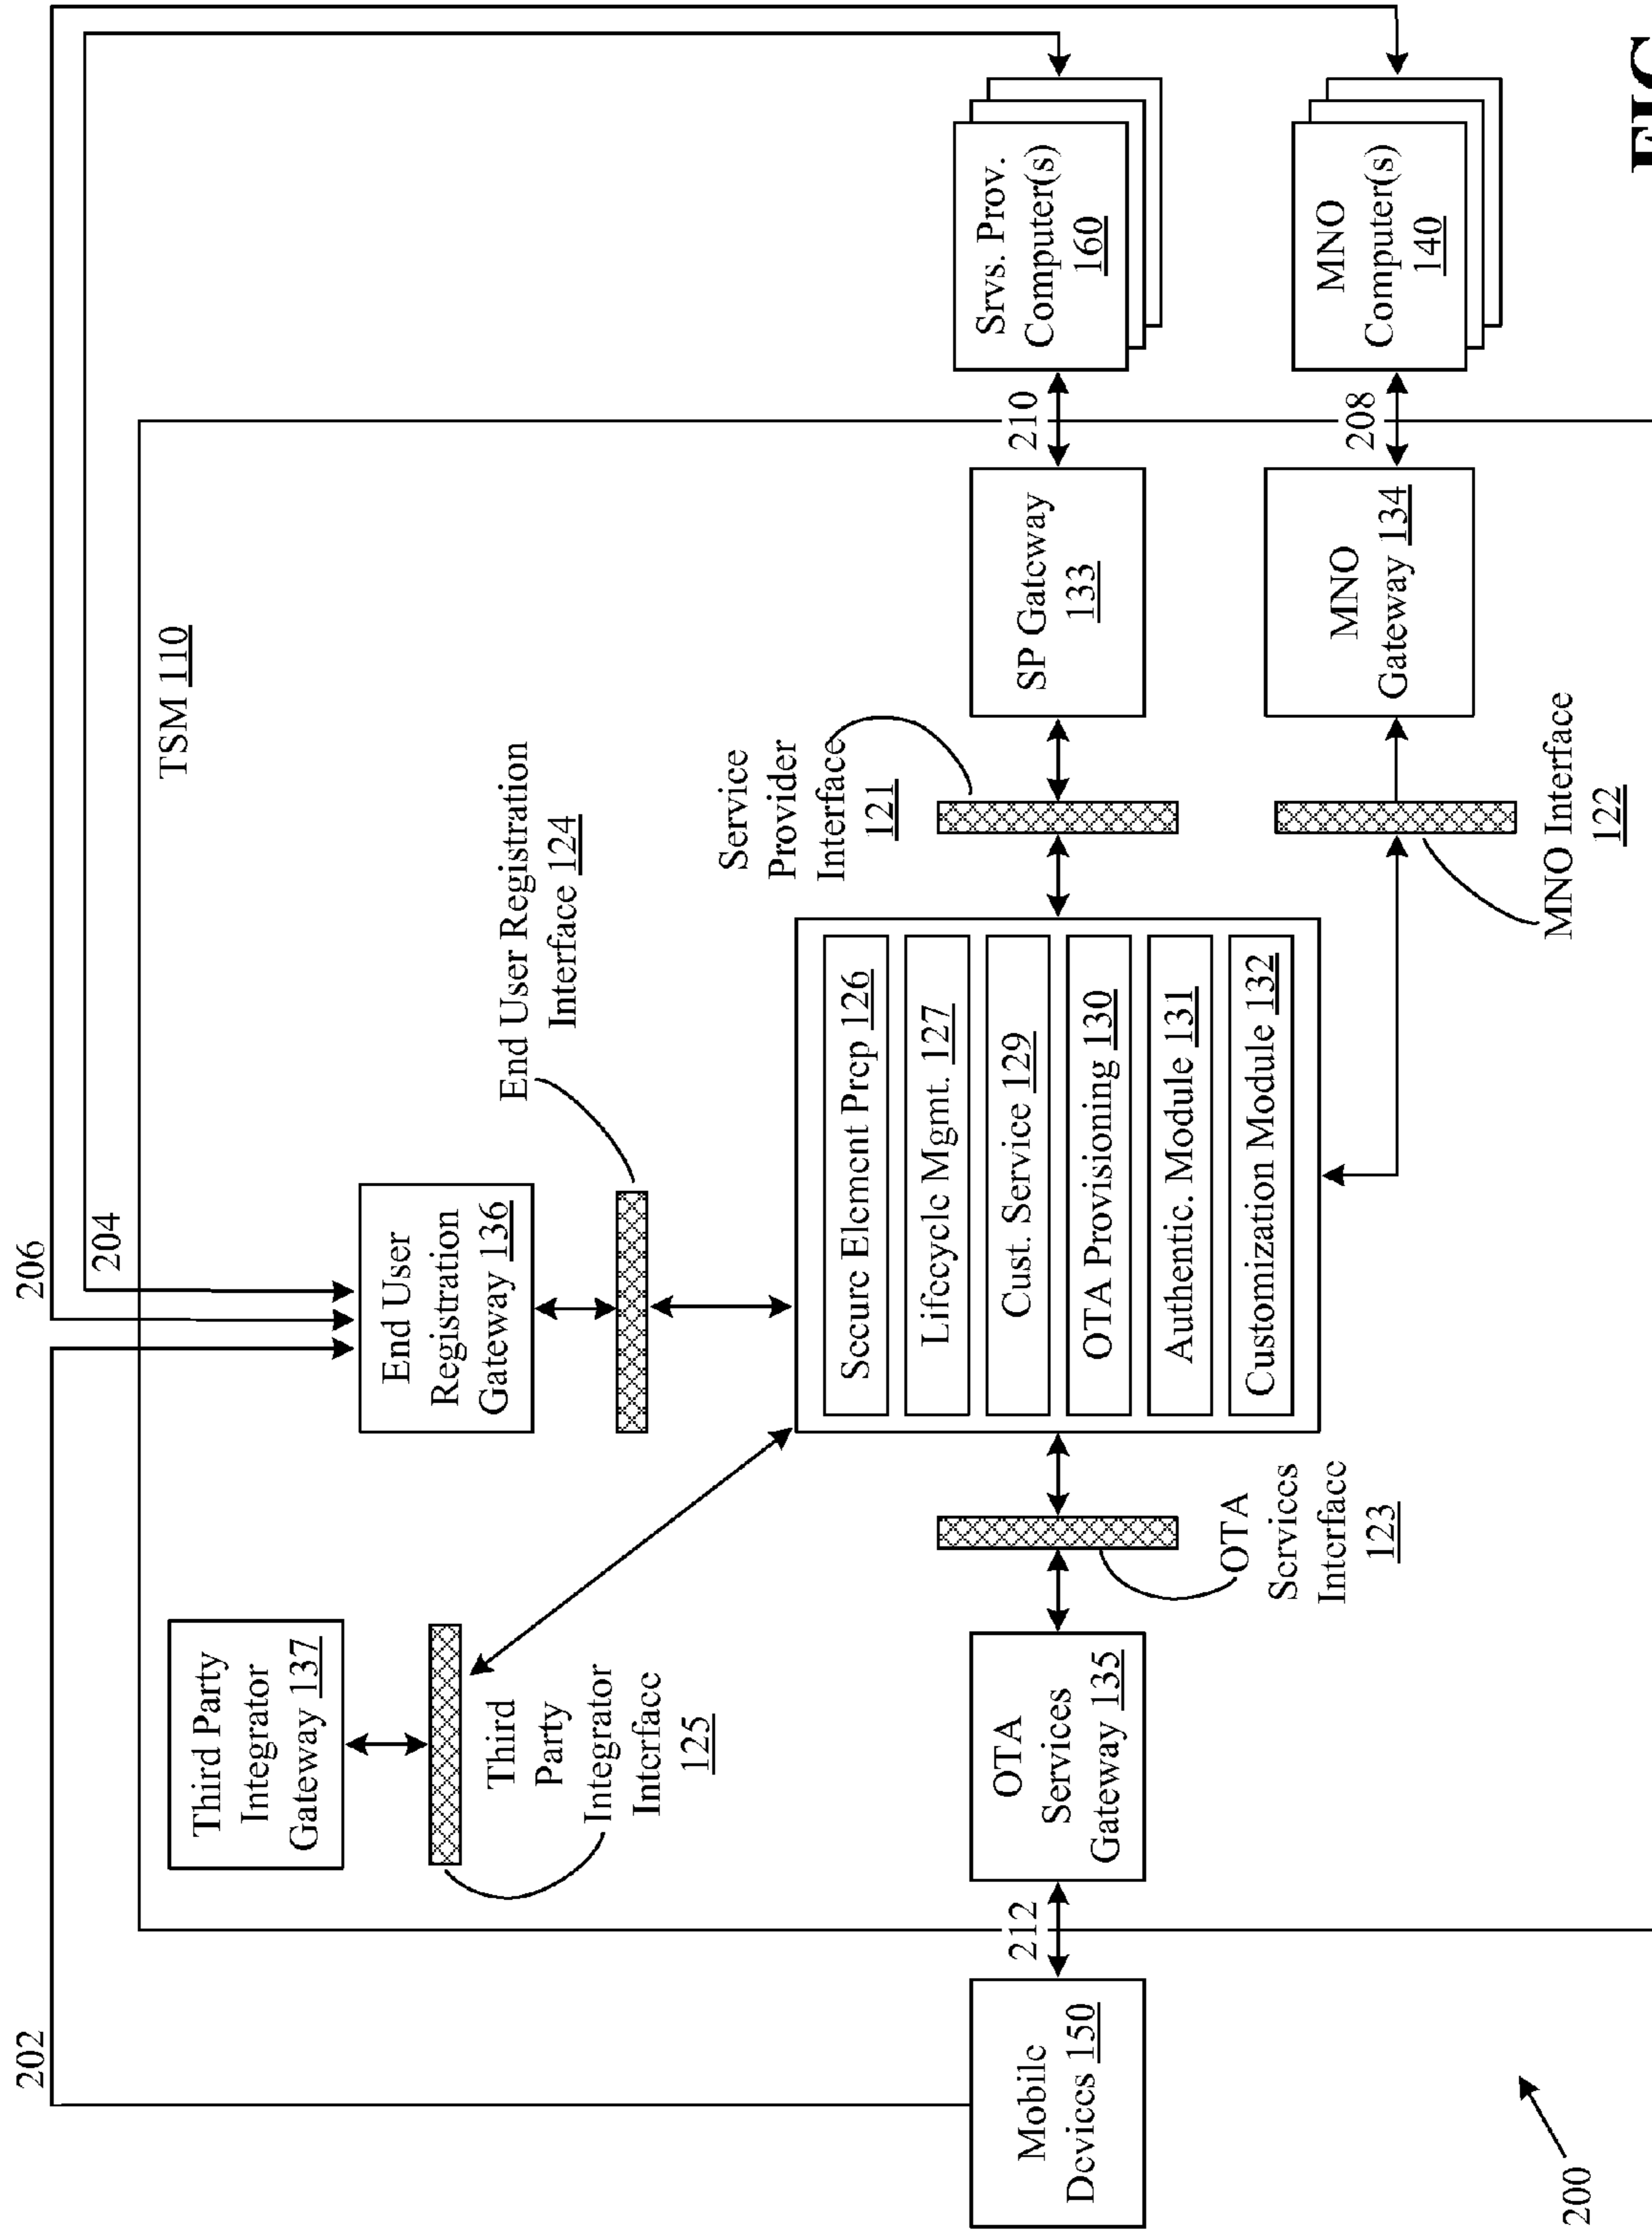 202
206
204
TSM 110
Third Party
Integrator
Gateway 137
End User
Registration
Gateway 136
End User Registration
Interface 124
Third
Party
Integrator
Interface
125
Service
Provider
Interface
121
Secure Element Prep 126
Lifecycle Mgmt. 127
Cust. Service 129
OTA Provisioning 130
Authentic. Module 131
Customization Module 132
Mobile
Devices 150
212
OTA
Services
Gateway 135
OTA
Services
Interface
123
SP Gateway
133
210
Srvs. Prov.
Computer(s)
160
MNO
Gateway 134
208
MNO
Computer(s)
140
MNO Interface
122
200
FIG